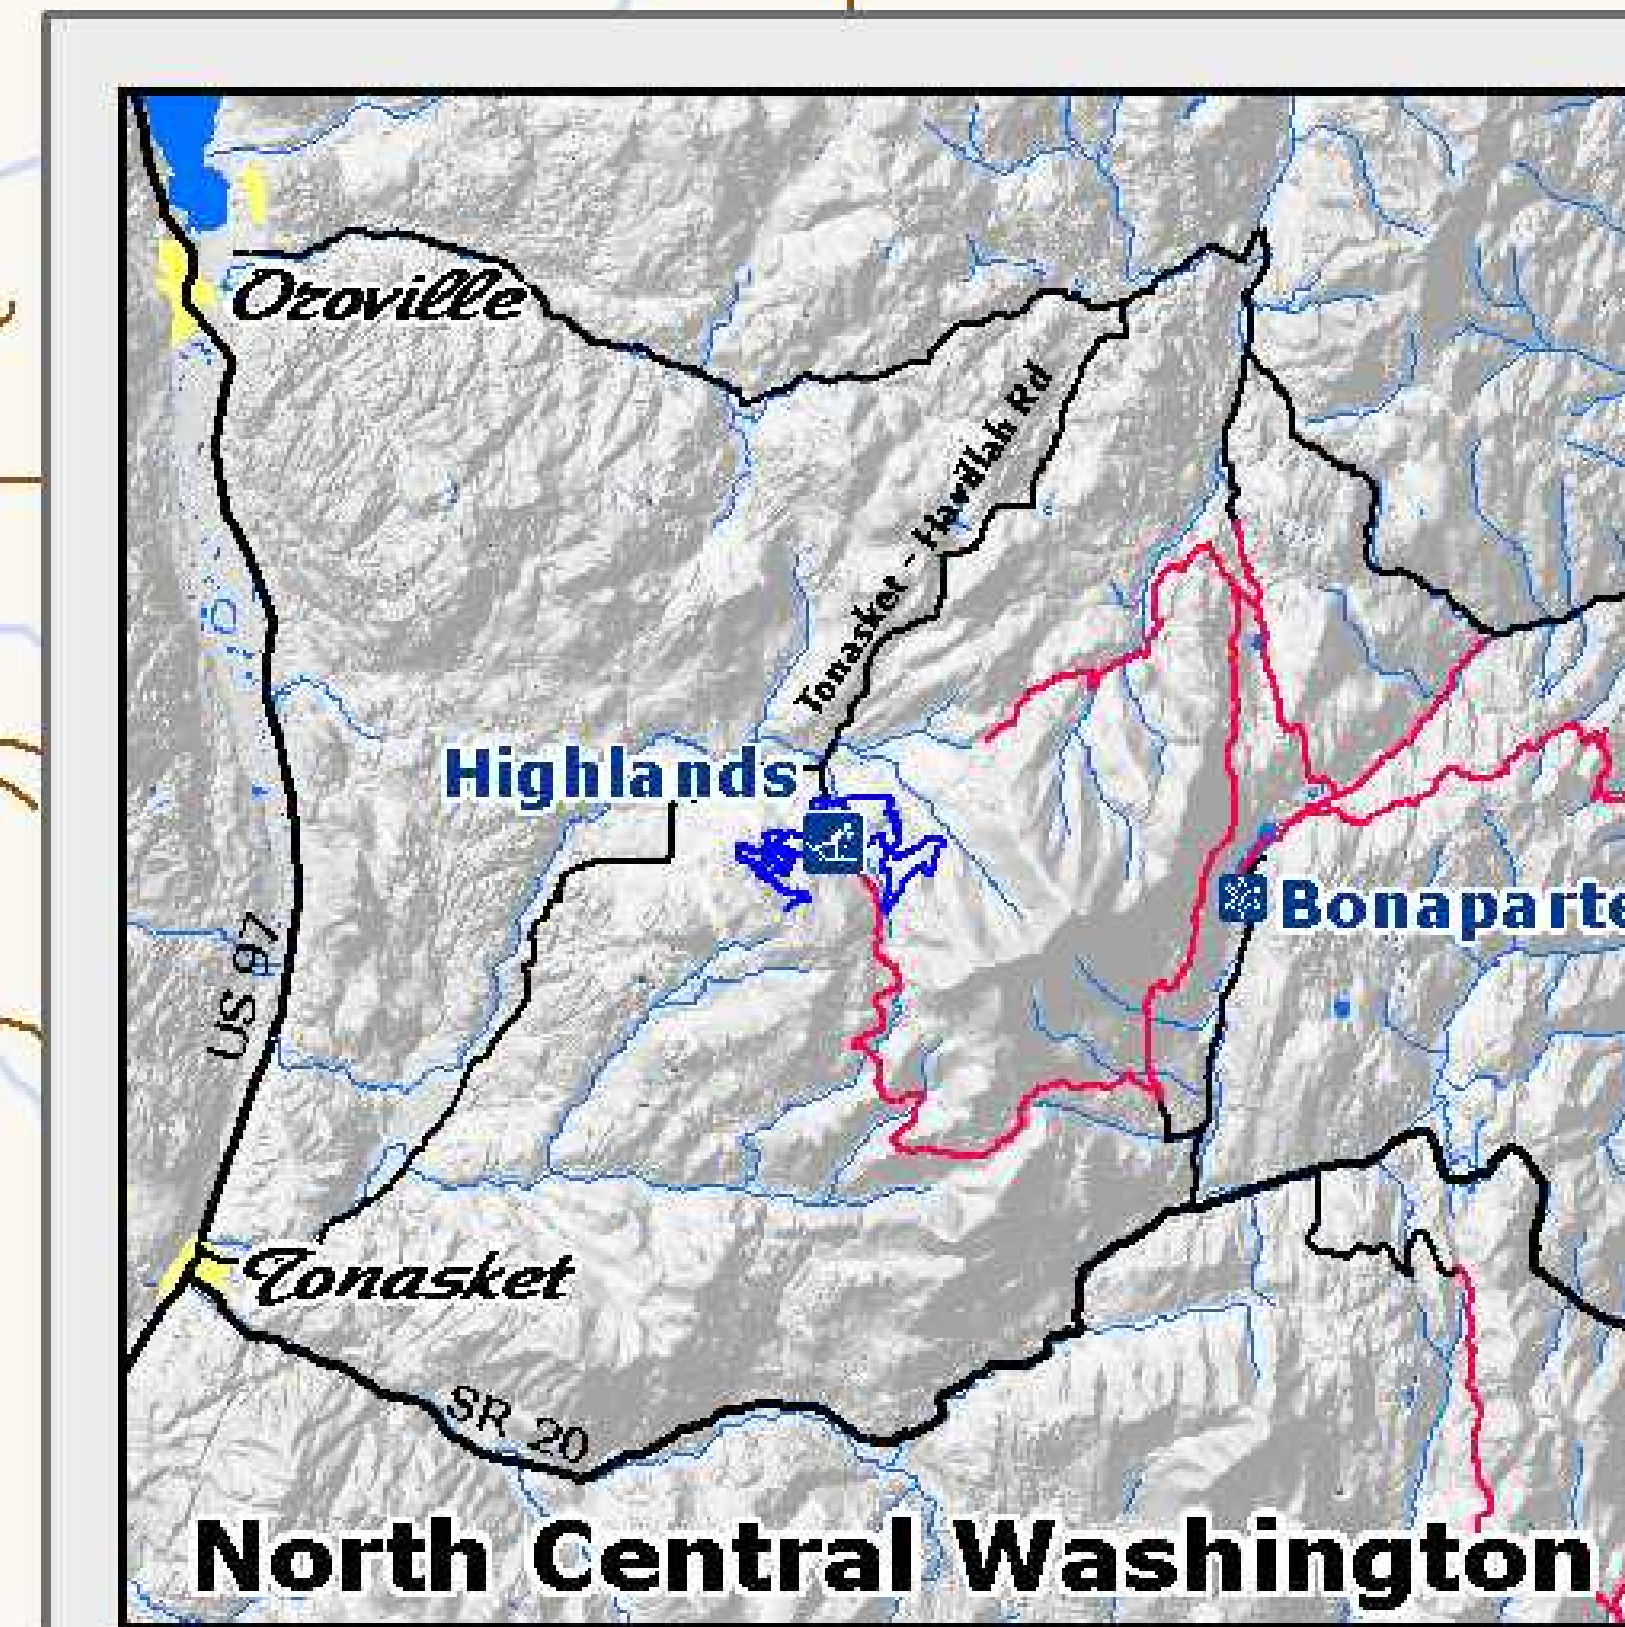 Oroville
Tonasket - Havillah Rd
Highlands
Bonaparte
US 97
Tonasket
SR 20
North Central Washington